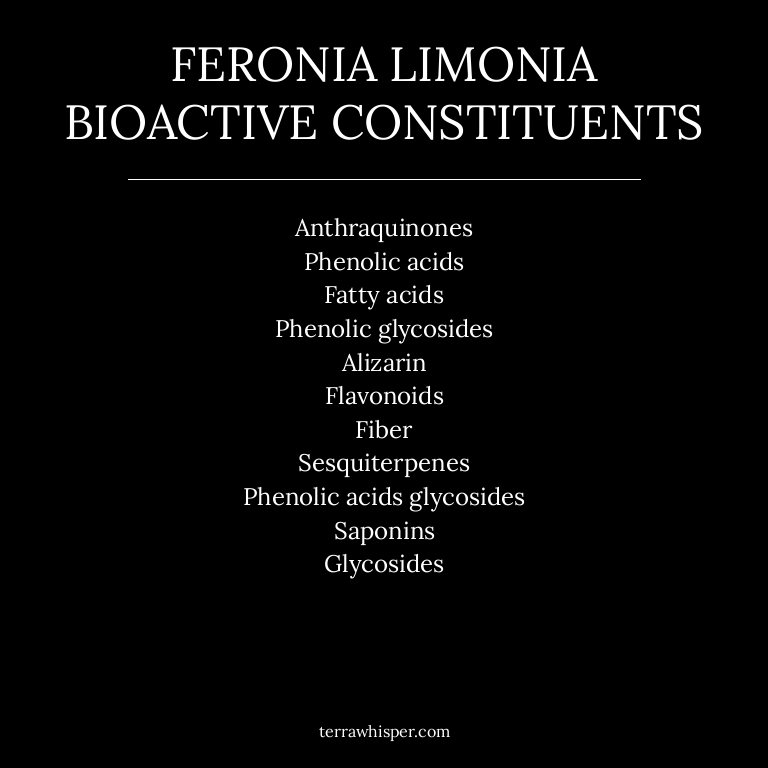 FERONIA LIMONIA
BIOACTIVE CONSTITUENTS
Anthraquinones
Phenolic acids
Fatty acids
Phenolic glycosides
Alizarin
Flavonoids
Fiber
Sesquiterpenes
Phenolic acids glycosides
Saponins
Glycosides
terrawhisper.com